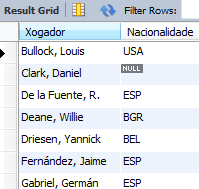 Result Grid Filter Rows:
Xogador Nacionalidade
Bullock, Louis USA
Clark, Daniel NULL
De la Fuente, R. ESP
Deane, Willie BGR
Driesen, Yannick BEL
Fernández, Jaime ESP
Gabriel, Germán ESP